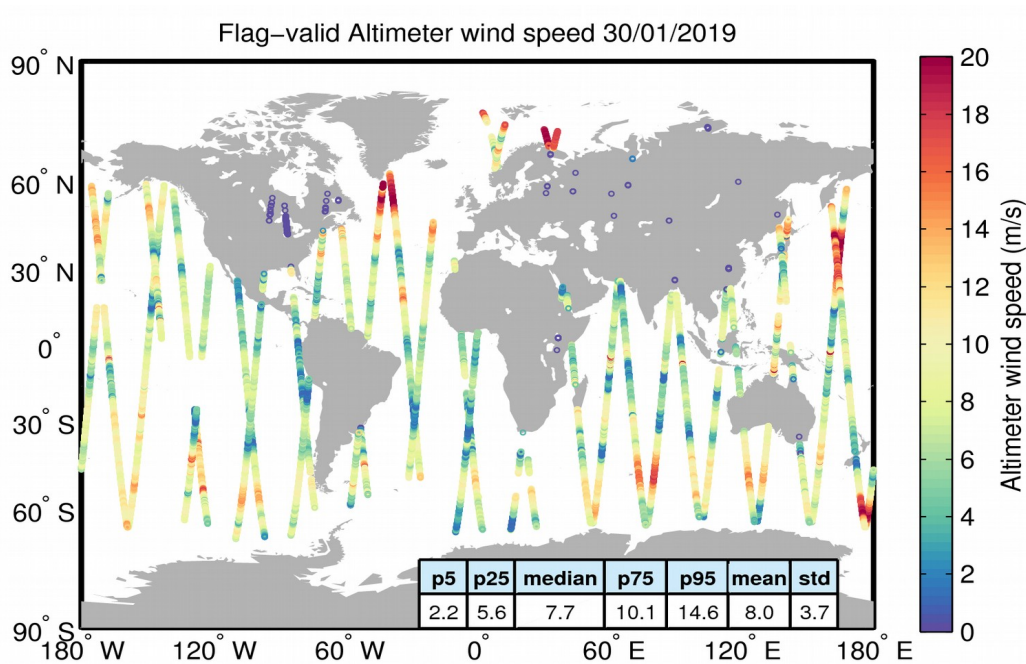 Flag−valid Altimeter wind speed 30/01/2019
90° N
60° N
30° N
0°
30° S
60° S
90° S
180° W
120° W
60° W
0°
60° E
120° E
180° E
p5 p25 median p75 p95 mean std
2.2 5.6 7.7 10.1 14.6 8.0 3.7
20
18
16
14
12
10
8
6
4
2
0
Altimeter wind speed (m/s)